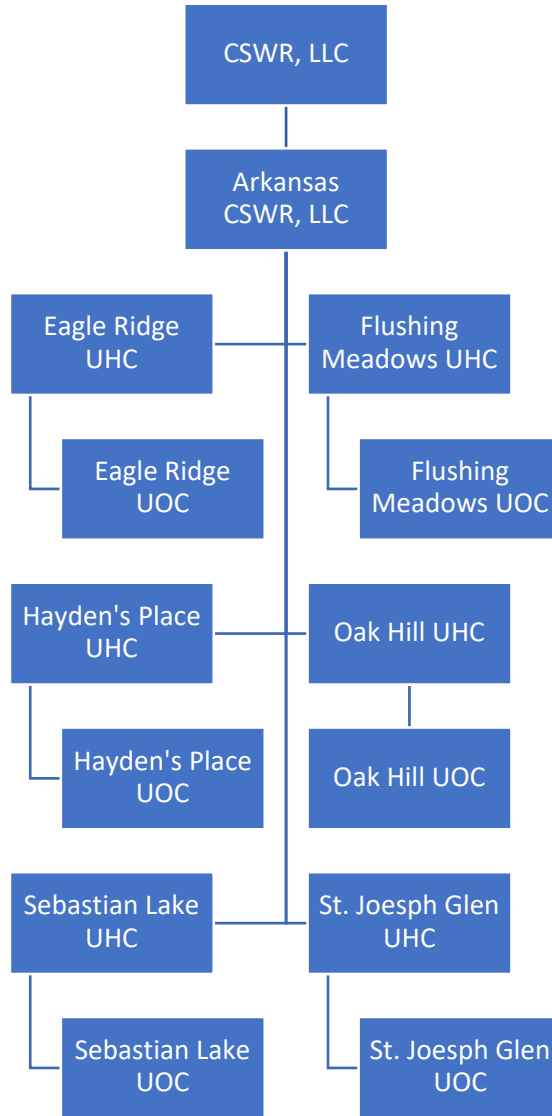 CSWR, LLC
Arkansas
CSWR, LLC
Eagle Ridge
UHC
Flushing
Meadows UHC
Eagle Ridge
UOC
Flushing
Meadows UOC
Hayden's Place
UHC
Oak Hill UHC
Hayden's Place
UOC
Oak Hill UOC
Sebastian Lake
UHC
St. Joesph Glen
UHC
Sebastian Lake
UOC
St. Joesph Glen
UOC